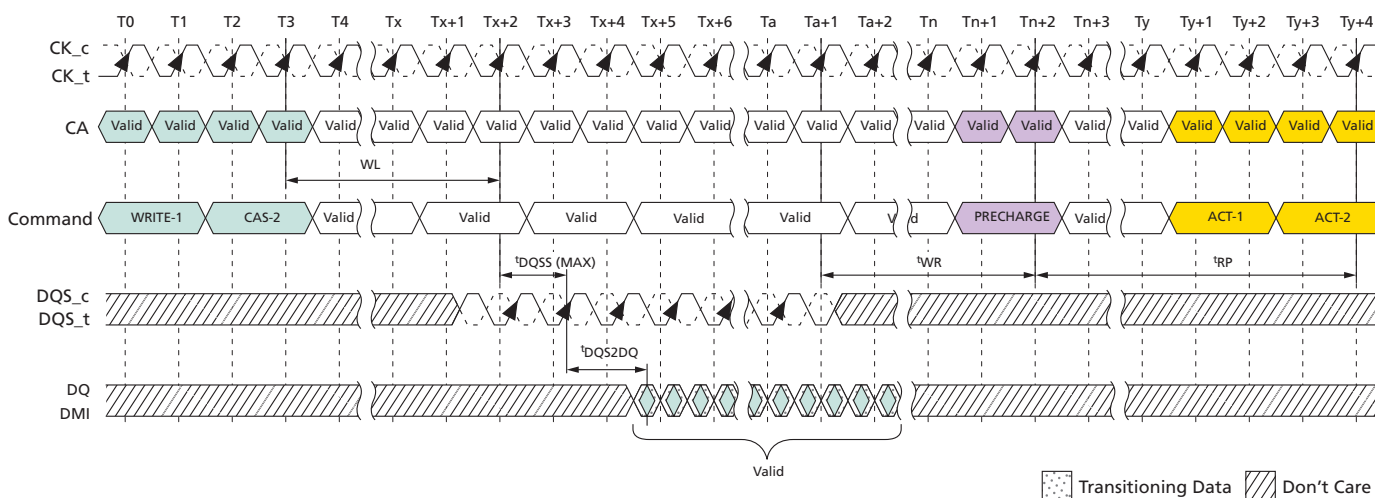 T0 T1 T2 T3 T4 Tx Tx+1 Tx+2 Tx+3 Tx+4 Tx+5 Tx+6 Ta Ta+1 Ta+2 Tn Tn+1 Tn+2 Tn+3 Ty Ty+1 Ty+2 Ty+3 Ty+4
CK_c
CK_t
CA Valid Valid Valid Valid Valid Valid Valid Valid Valid Valid Valid Valid Valid Valid Valid Valid Valid Valid Valid Valid Valid Valid Valid Valid
WL
Command WRITE-1 CAS-2 Valid Valid Valid Valid Valid PRECHARGE Valid ACT-1 ACT-2
tDQSS (MAX) tWR tRP
DQS_c
DQS_t
tDQS2DQ
DQ
DMI
Valid
Transitioning Data Don't Care